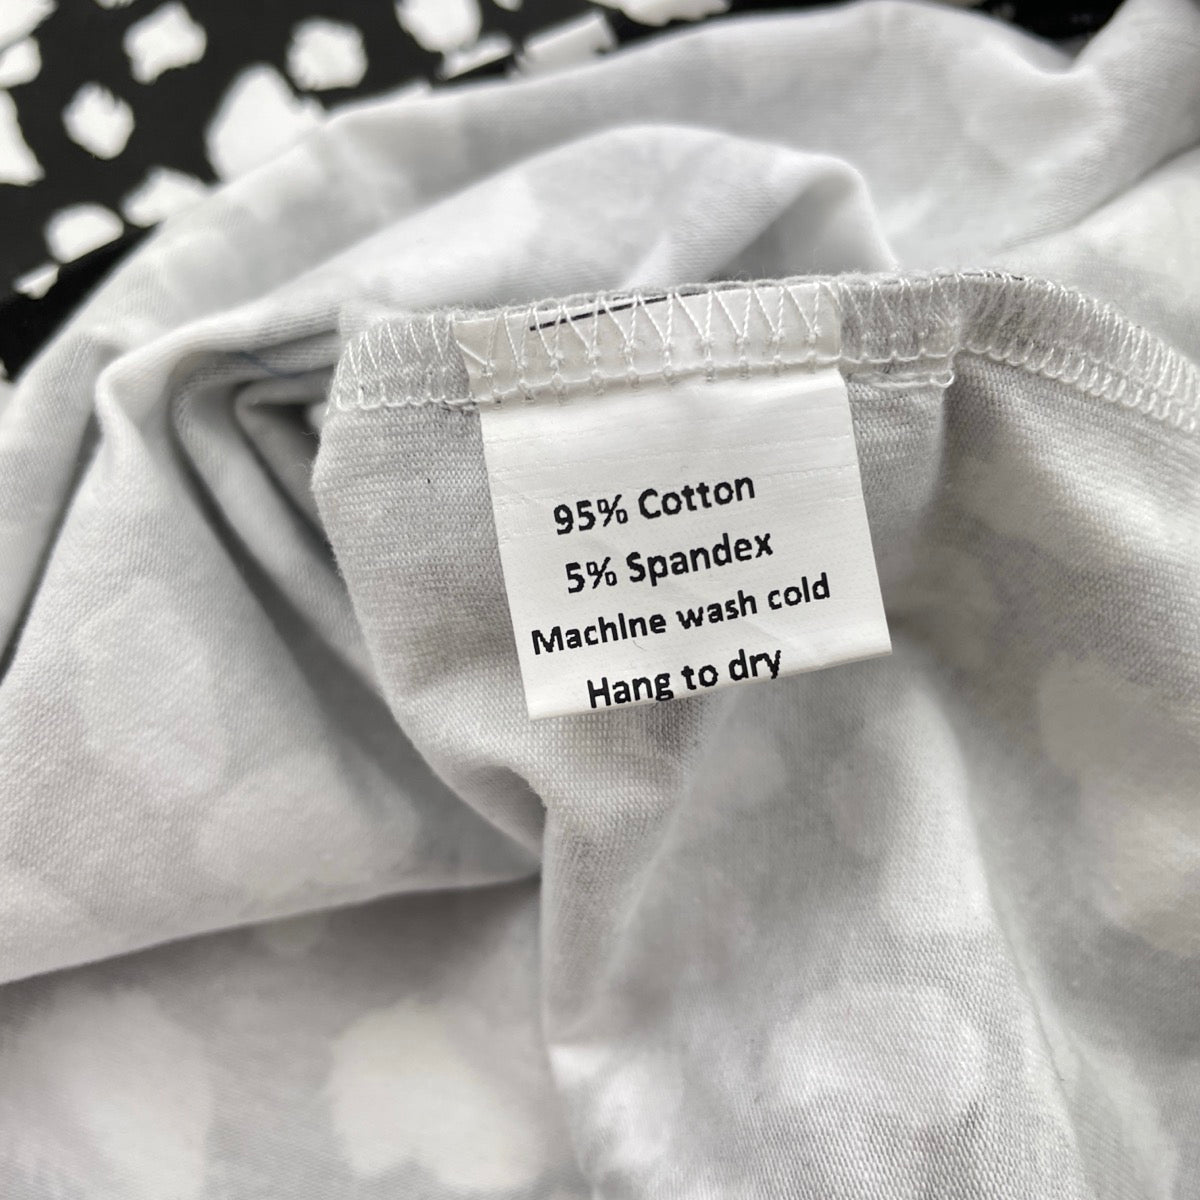 95% Cotton
5% Spandex
Machine wash cold
Hang to dry